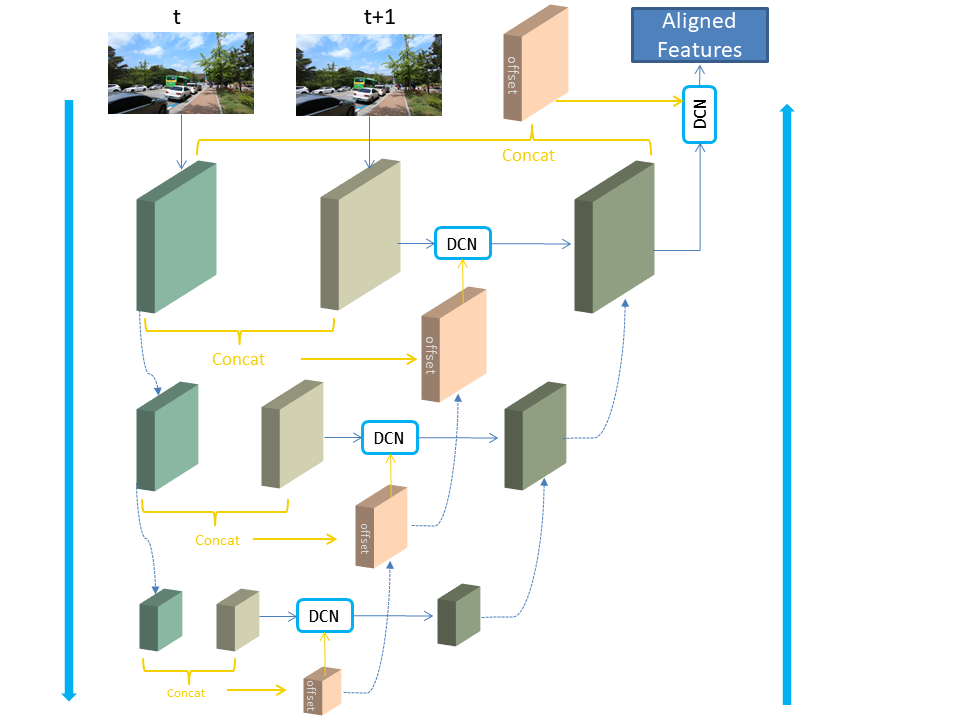 t
t+1
offset
Aligned
Features
DCN
Concat
DCN
offset
Concat
DCN
offset
Concat
DCN
offset
Concat